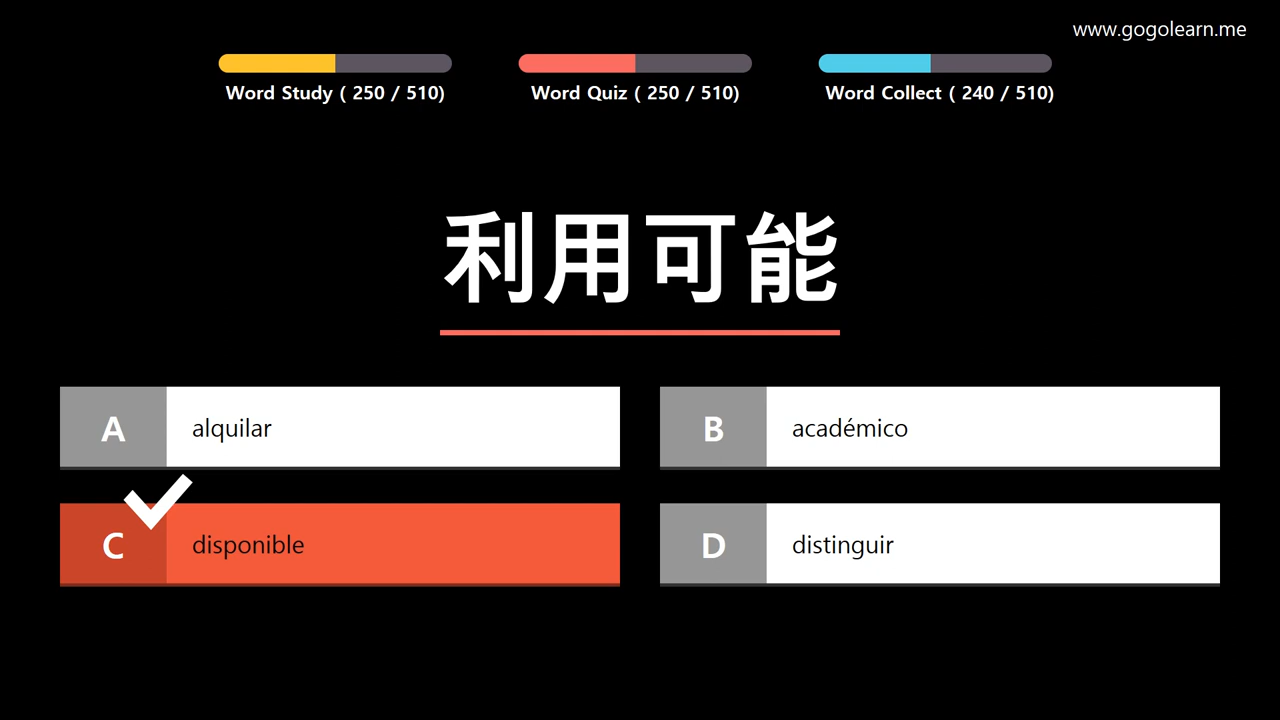 www.gogolearn.me
Word Study ( 250 / 510)
Word Quiz ( 250 / 510)
Word Collect ( 240 / 510)
利用可能
A alquilar
B académico
C disponible
D distinguir